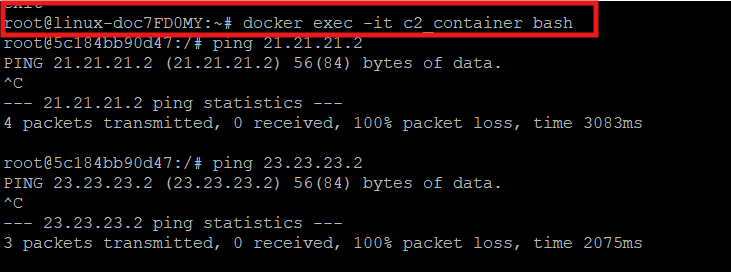 exit
root@linux-doc7FD0MY:~# docker exec -it c2_container bash
root@5c184bb90d47:/# ping 21.21.21.2
PING 21.21.21.2 (21.21.21.2) 56(84) bytes of data.
^C
--- 21.21.21.2 ping statistics ---
4 packets transmitted, 0 received, 100% packet loss, time 3083ms
root@5c184bb90d47:/# ping 23.23.23.2
PING 23.23.23.2 (23.23.23.2) 56(84) bytes of data.
^C
--- 23.23.23.2 ping statistics ---
3 packets transmitted, 0 received, 100% packet loss, time 2075ms